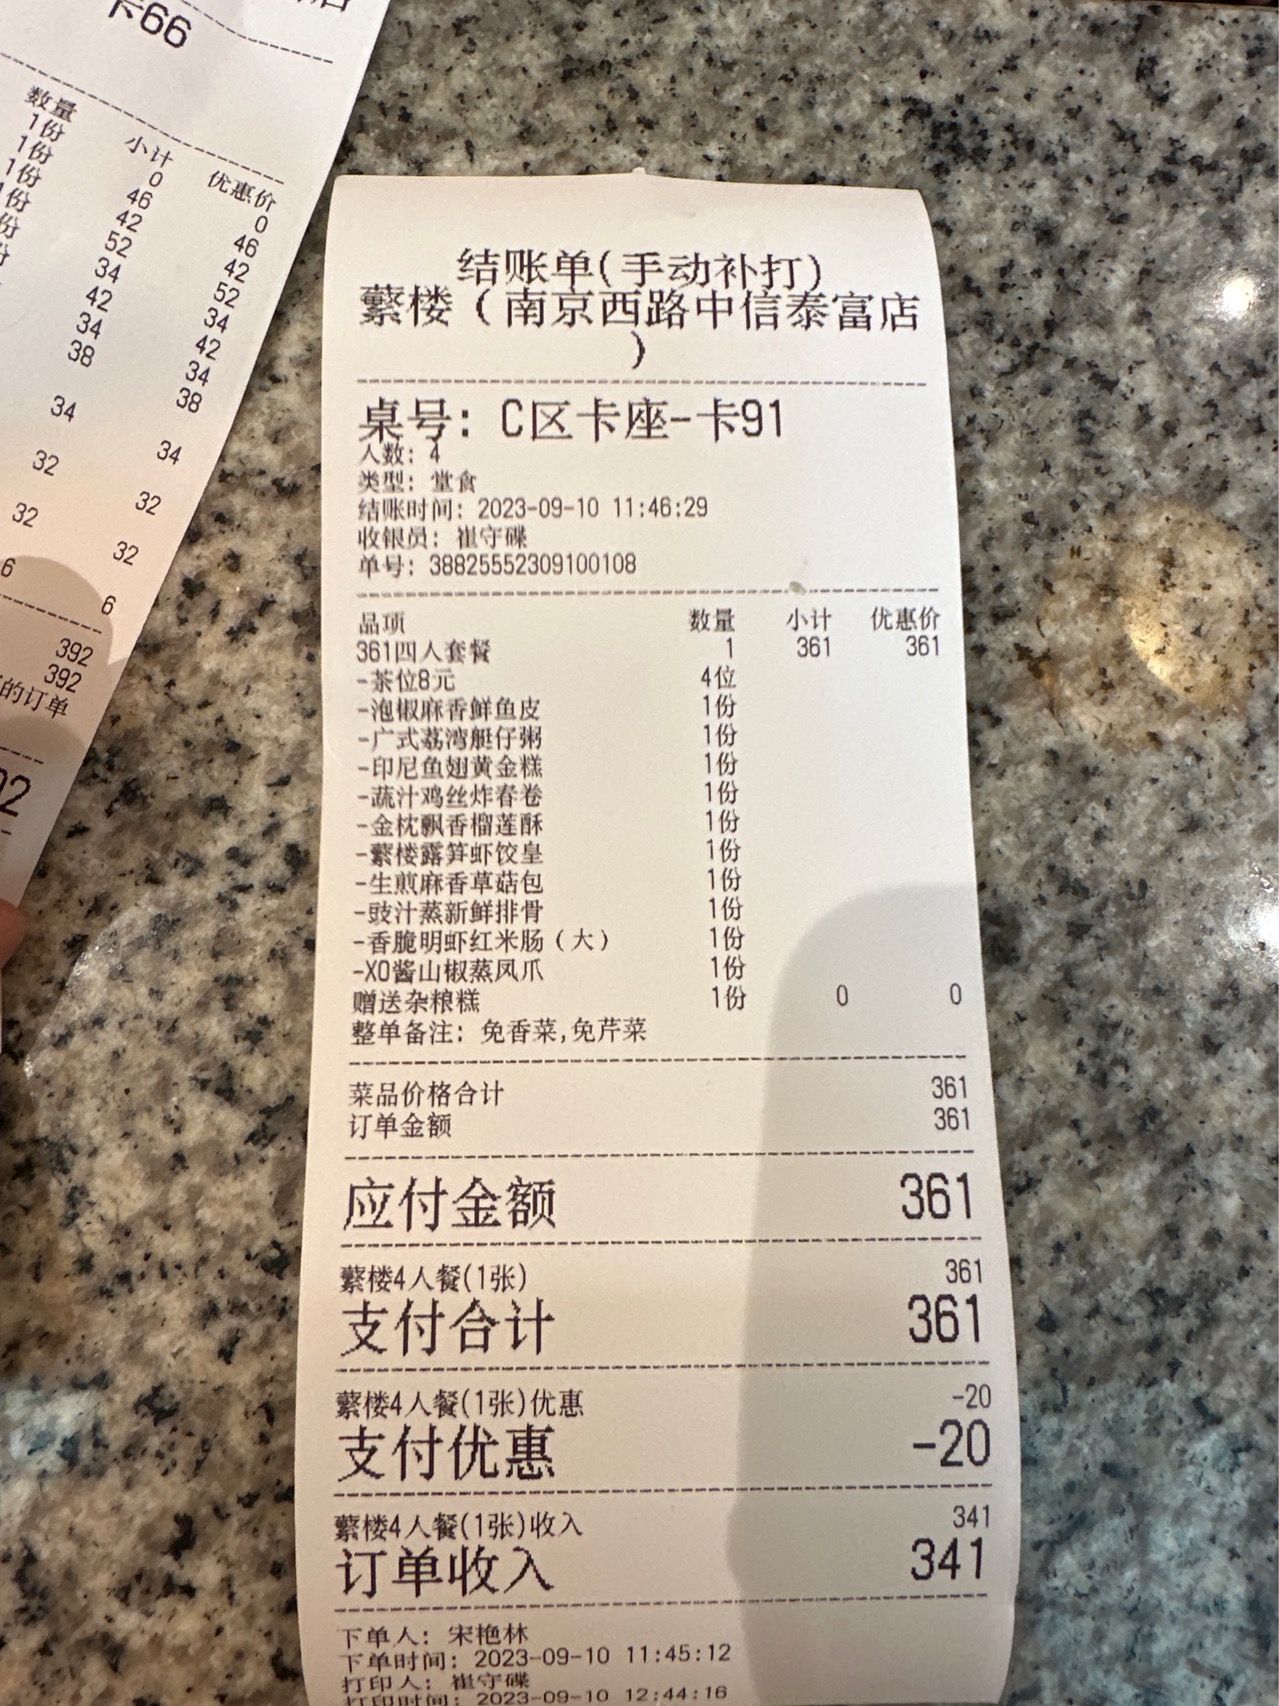 卡66
数量 小计 优惠价
1份 0 0
1份 46 46
1份 42 42
1份 52 52
份 34 34
42 42
34 34
38 38
34 34
32 32
32 32
6 6
392
392
的订单
结账单(手动补打)
蘩楼（南京西路中信泰富店
）
桌号: C区卡座-卡91
人数: 4
类型: 堂食
结账时间: 2023-09-10 11:46:29
收银员: 崔守碟
单号: 38825552309100108
品项 数量 小计 优惠价
361四人套餐 1 361 361
-茶位8元 4位
-泡椒麻香鲜鱼皮 1份
-广式荔湾艇仔粥 1份
-印尼鱼翅黄金糕 1份
-蔬汁鸡丝炸春卷 1份
-金枕飘香榴莲酥 1份
-蘩楼露笋虾饺皇 1份
-生煎麻香草菇包 1份
-豉汁蒸新鲜排骨 1份
-香脆明虾红米肠（大） 1份
-XO酱山椒蒸凤爪 1份
赠送杂粮糕 1份 0 0
整单备注: 免香菜,免芹菜
菜品价格合计 361
订单金额 361
应付金额 361
蘩楼4人餐(1张) 361
支付合计 361
蘩楼4人餐(1张)优惠 -20
支付优惠 -20
蘩楼4人餐(1张)收入 341
订单收入 341
下单人: 宋艳林
下单时间: 2023-09-10 11:45:12
打印人: 崔守碟
打印时间: 2023-09-10 12:44:16